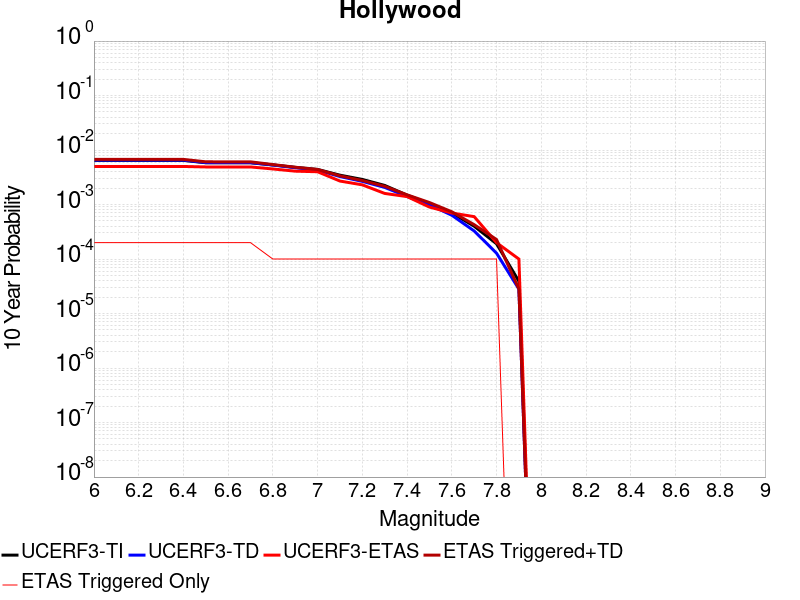 Hollywood
10^0
10^-1
10^-2
10^-3
10^-4
10^-5
10^-6
10^-7
10^-8
10 Year Probability
6 6.2 6.4 6.6 6.8 7 7.2 7.4 7.6 7.8 8 8.2 8.4 8.6 8.8 9
Magnitude
UCERF3-TI UCERF3-TD UCERF3-ETAS ETAS Triggered+TD
ETAS Triggered Only